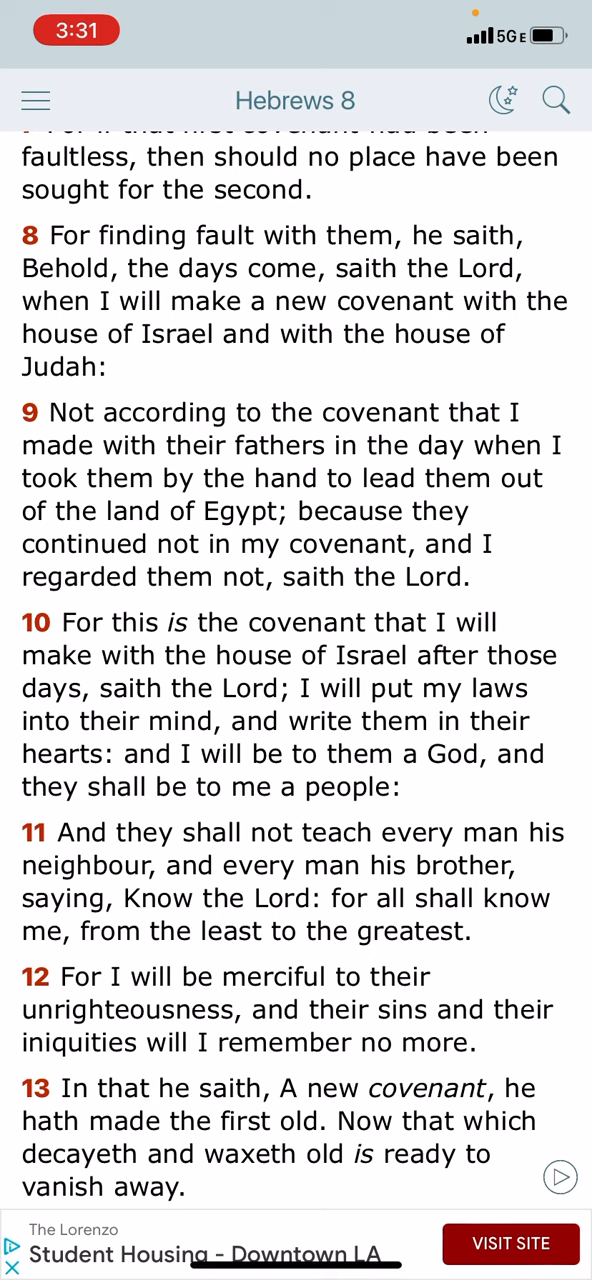 3:31
5GE
Hebrews 8
faultless, then should no place have been
sought for the second.
8 For finding fault with them, he saith,
Behold, the days come, saith the Lord,
when I will make a new covenant with the
house of Israel and with the house of
Judah:
9 Not according to the covenant that I
made with their fathers in the day when I
took them by the hand to lead them out
of the land of Egypt; because they
continued not in my covenant, and I
regarded them not, saith the Lord.
10 For this is the covenant that I will
make with the house of Israel after those
days, saith the Lord; I will put my laws
into their mind, and write them in their
hearts: and I will be to them a God, and
they shall be to me a people:
11 And they shall not teach every man his
neighbour, and every man his brother,
saying, Know the Lord: for all shall know
me, from the least to the greatest.
12 For I will be merciful to their
unrighteousness, and their sins and their
iniquities will I remember no more.
13 In that he saith, A new covenant, he
hath made the first old. Now that which
decayeth and waxeth old is ready to
vanish away.
The Lorenzo
Student Housing - Downtown LA
VISIT SITE